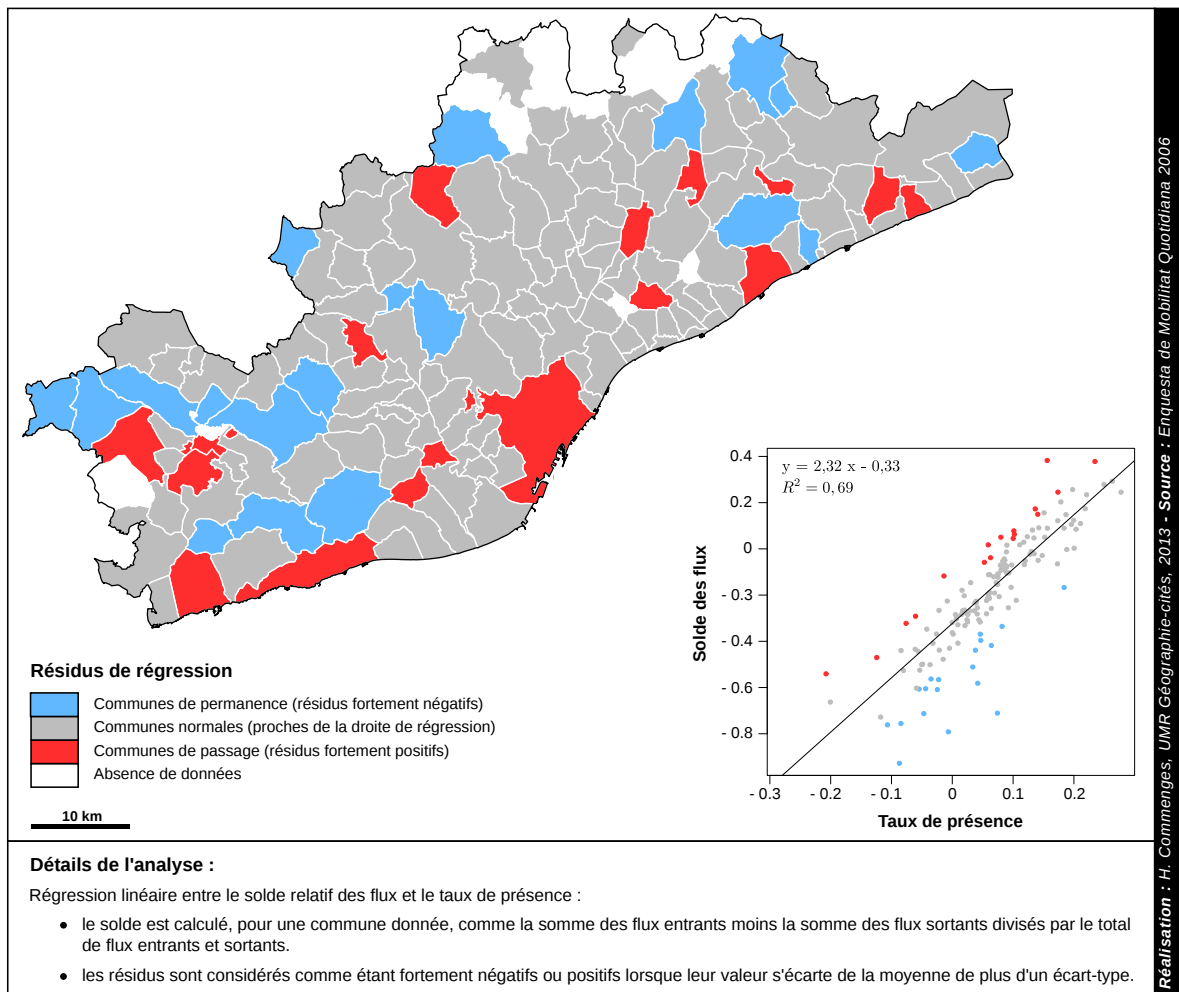 Résidus de régression
Communes de permanence (résidus fortement négatifs)
Communes normales (proches de la droite de régression)
Communes de passage (résidus fortement positifs)
Absence de données
10 km
y = 2,32 x - 0,33
R² = 0,69
Solde des flux
0.4
0.2
0
- 0.3
- 0.4
- 0.6
- 0.8
- 0.3
- 0.2
- 0.1
0
0.1
0.2
Taux de présence
Détails de l'analyse :
Régression linéaire entre le solde relatif des flux et le taux de présence :
• le solde est calculé, pour une commune donnée, comme la somme des flux entrants moins la somme des flux sortants divisés par le total
de flux entrants et sortants.
• les résidus sont considérés comme étant fortement négatifs ou positifs lorsque leur valeur s'écarte de la moyenne de plus d'un écart-type.
Réalisation : H. Commenges, UMR Géographie-cités, 2013 - Source : Enquesta de Mobilitat Quotidiana 2006